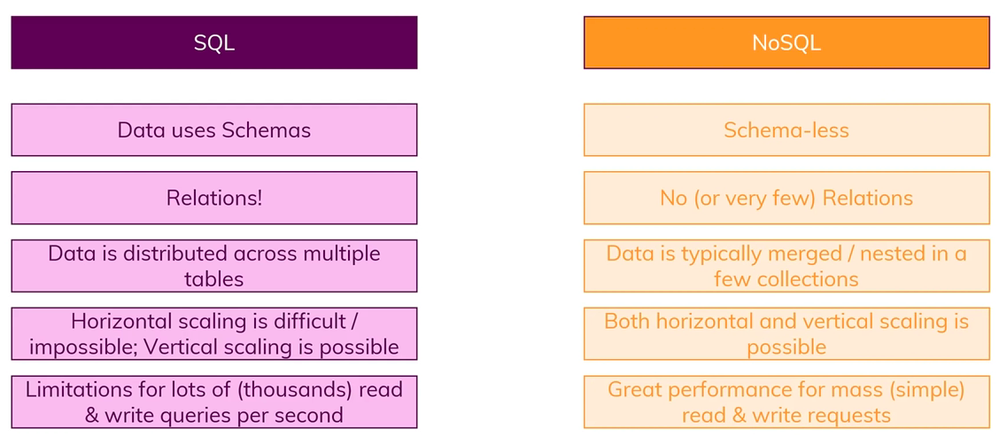 SQL
NoSQL
Data uses Schemas
Schema-less
Relations!
No (or very few) Relations
Data is distributed across multiple
tables
Data is typically merged / nested in a
few collections
Horizontal scaling is difficult /
impossible; Vertical scaling is possible
Both horizontal and vertical scaling is
possible
Limitations for lots of (thousands) read
& write queries per second
Great performance for mass (simple)
read & write requests